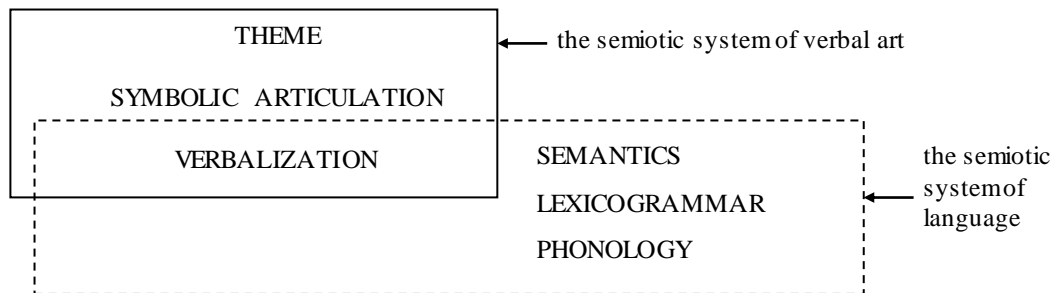 THEME
the semiotic system of verbal art
SYMBOLIC ARTICULATION
VERBALIZATION
SEMANTICS
LEXICOGRAMMAR
PHONOLOGY
the semiotic
system of
language